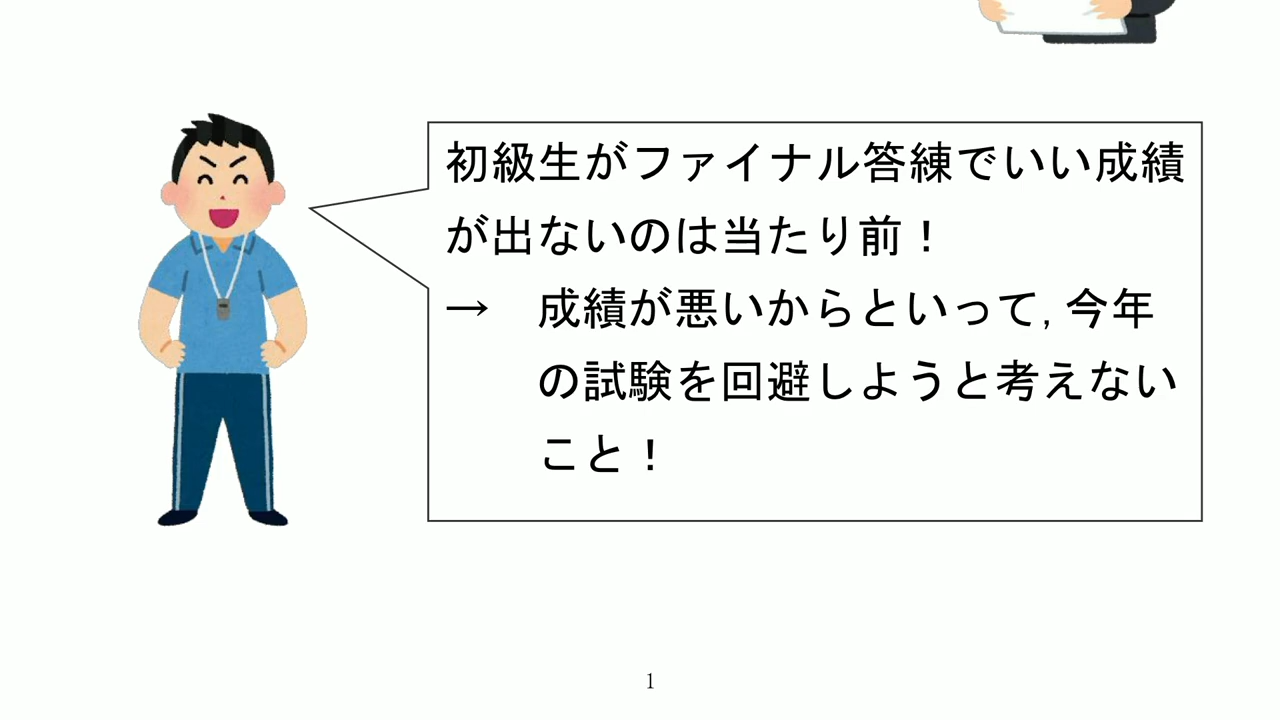 初級生がファイナル答練でいい成績
が出ないのは当たり前！
→　成績が悪いからといって，今年
の試験を回避しようと考えない
こと！
1